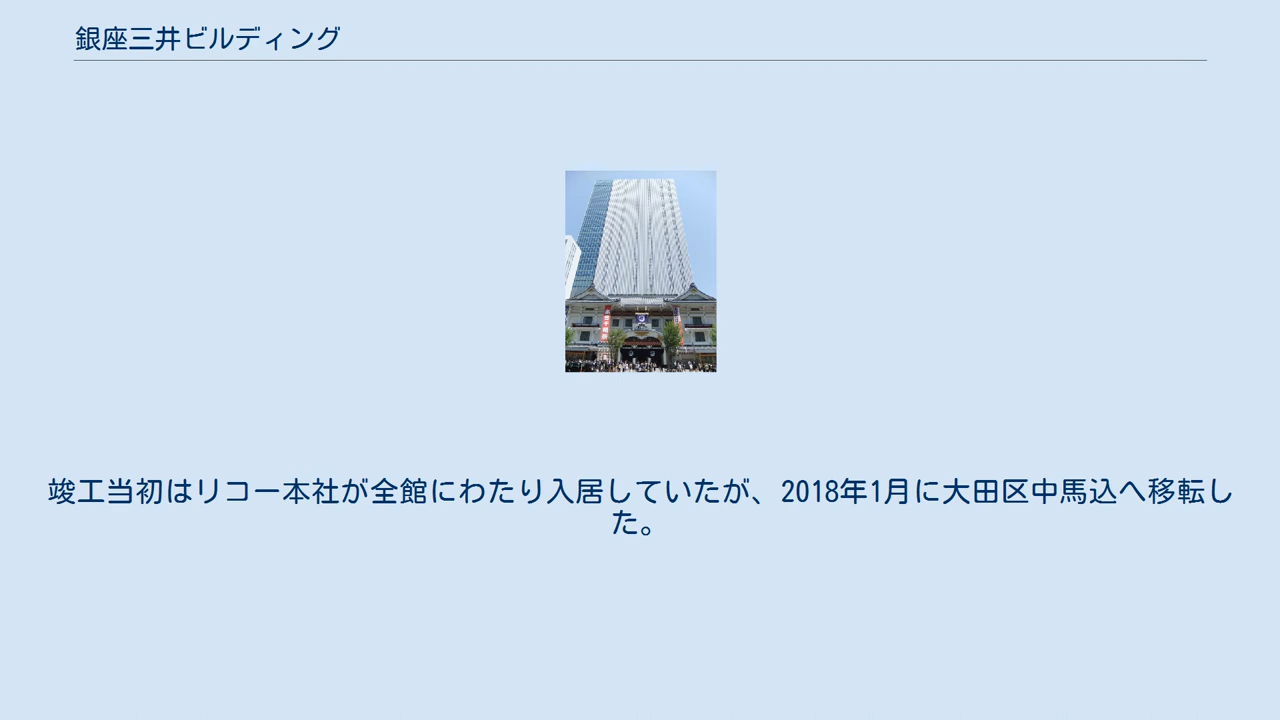 銀座三井ビルディング
竣工当初はリコー本社が全館にわたり入居していたが、2018年1月に大田区中馬込へ移転し
た。